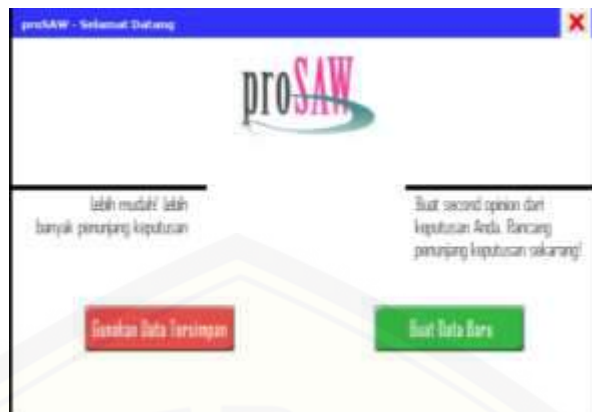 proSAW - Selamat Datang
proSAW
Lebih mudah! Lebih
banyak penunjang keputusan
Buat second opinion dari
keputusan Anda. Rancang
penunjang keputusan sekarang!
Gunakan Data Tersimpan
Buat Data Baru